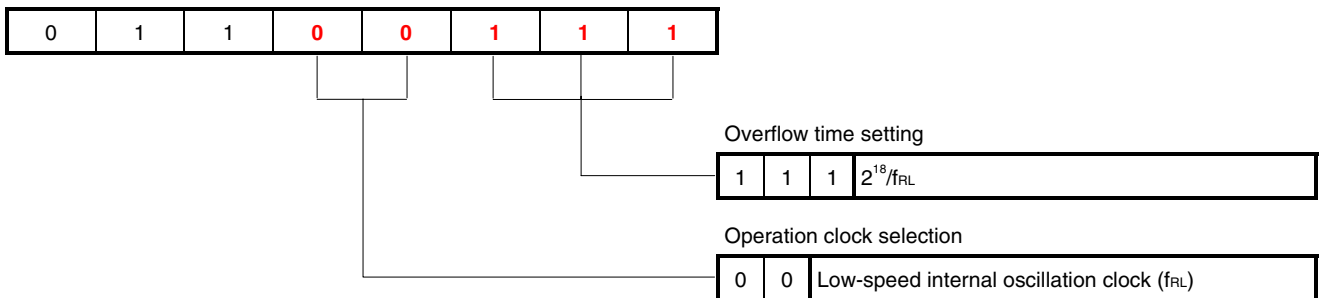 0 1 1 0 0 1 1 1
Overflow time setting
1 1 1 2^18/fRL
Operation clock selection
0 0 Low-speed internal oscillation clock (fRL)